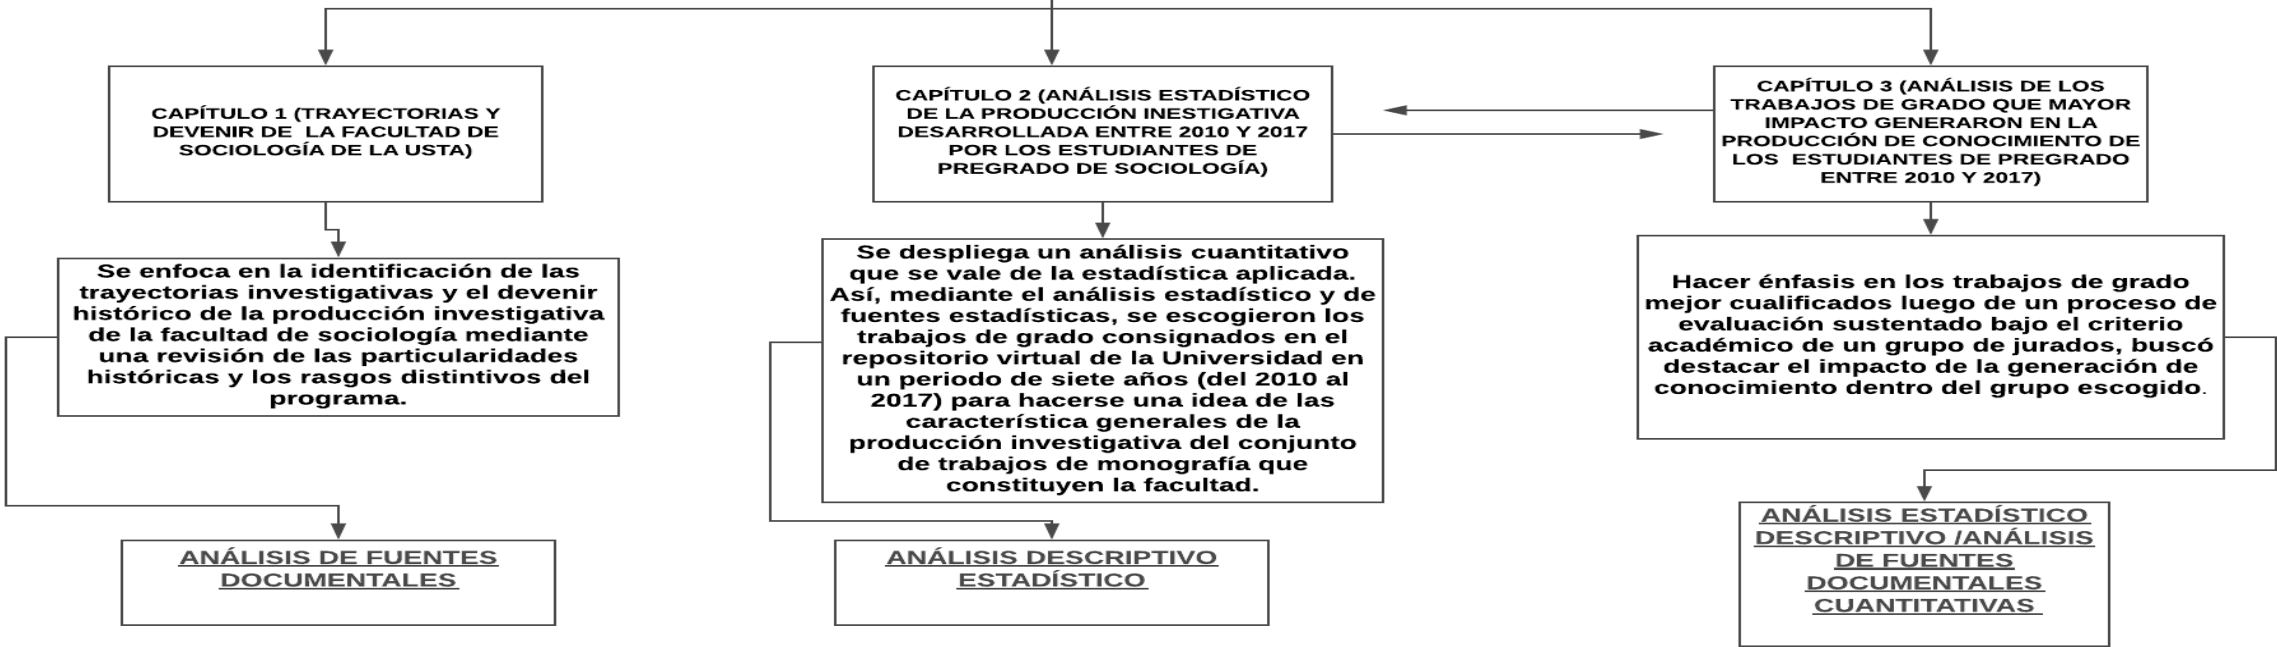 CAPÍTULO 1 (TRAYECTORIAS Y
DEVENIR DE  LA FACULTAD DE
SOCIOLOGÍA DE LA USTA)
Se enfoca en la identificación de las
trayectorias investigativas y el devenir
histórico de la producción investigativa
de la facultad de sociología mediante
una revisión de las particularidades
históricas y los rasgos distintivos del
programa.
ANÁLISIS DE FUENTES
DOCUMENTALES
CAPÍTULO 2 (ANÁLISIS ESTADÍSTICO
DE LA PRODUCCIÓN INESTIGATIVA
DESARROLLADA ENTRE 2010 Y 2017
POR LOS ESTUDIANTES DE
PREGRADO DE SOCIOLOGÍA)
Se despliega un análisis cuantitativo
que se vale de la estadística aplicada.
Así, mediante el análisis estadístico y de
fuentes estadísticas, se escogieron los
trabajos de grado consignados en el
repositorio virtual de la Universidad en
un periodo de siete años (del 2010 al
2017) para hacerse una idea de las
característica generales de la
producción investigativa del conjunto
de trabajos de monografía que
constituyen la facultad.
ANÁLISIS DESCRIPTIVO
ESTADÍSTICO
CAPÍTULO 3 (ANÁLISIS DE LOS
TRABAJOS DE GRADO QUE MAYOR
IMPACTO GENERARON EN LA
PRODUCCIÓN DE CONOCIMIENTO DE
LOS  ESTUDIANTES DE PREGRADO
ENTRE 2010 Y 2017)
Hacer énfasis en los trabajos de grado
mejor cualificados luego de un proceso de
evaluación sustentado bajo el criterio
académico de un grupo de jurados, buscó
destacar el impacto de la generación de
conocimiento dentro del grupo escogido.
ANÁLISIS ESTADÍSTICO
DESCRIPTIVO /ANÁLISIS
DE FUENTES
DOCUMENTALES
CUANTITATIVAS